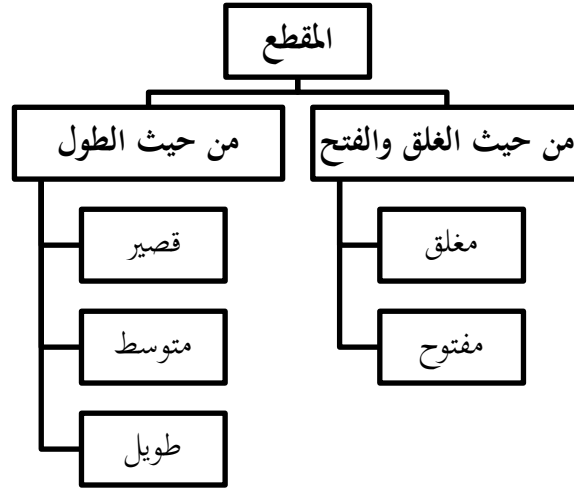 المقطع
من حيث الغلق والفتح
مغلق
مفتوح
من حيث الطول
قصير
متوسط
طويل